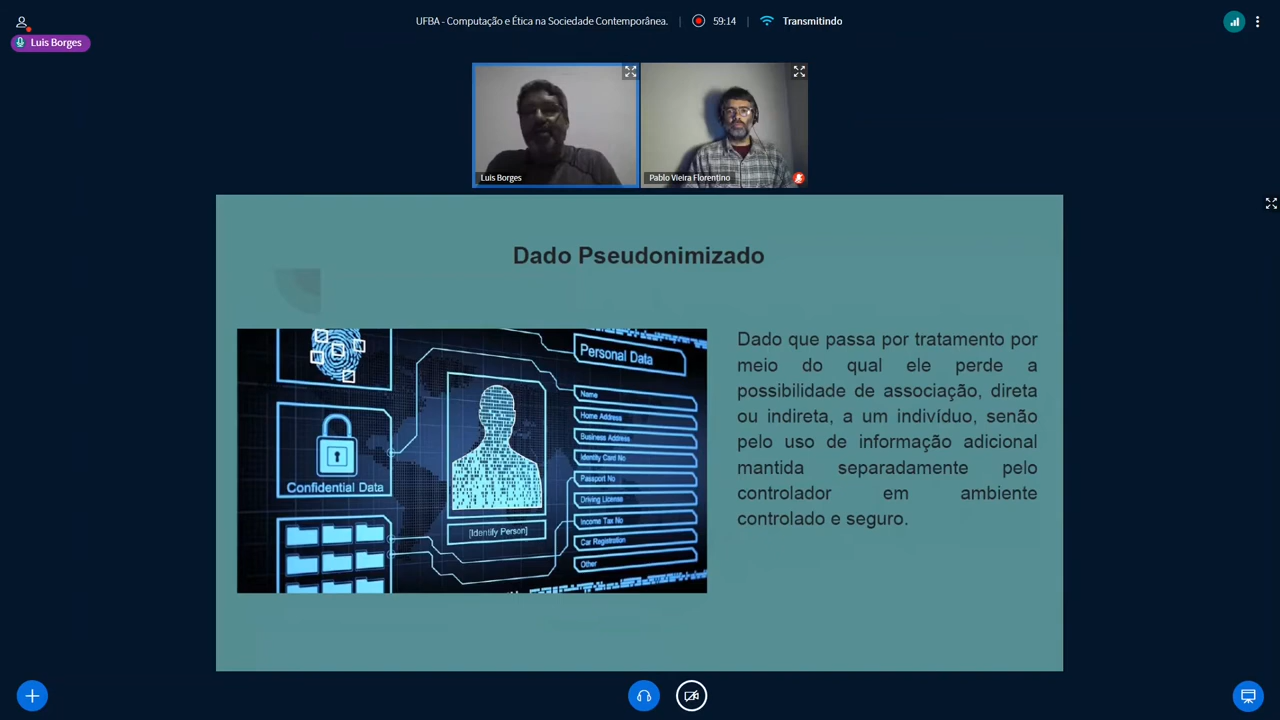 UFBA - Computação e Ética na Sociedade Contemporânea.
59:14
Transmitindo
Luis Borges
Luis Borges
Pablo Vieira Florentino
Dado Pseudonimizado
Personal Data
Name
Home Address
Business Address
Identity Card No
Passport No
Driving License
Income Tax No
Car Registration
Other
Confidential Data
[Identify Person]
Dado que passa por tratamento por
meio do qual ele perde a
possibilidade de associação, direta
ou indireta, a um indivíduo, senão
pelo uso de informação adicional
mantida separadamente pelo
controlador em ambiente
controlado e seguro.